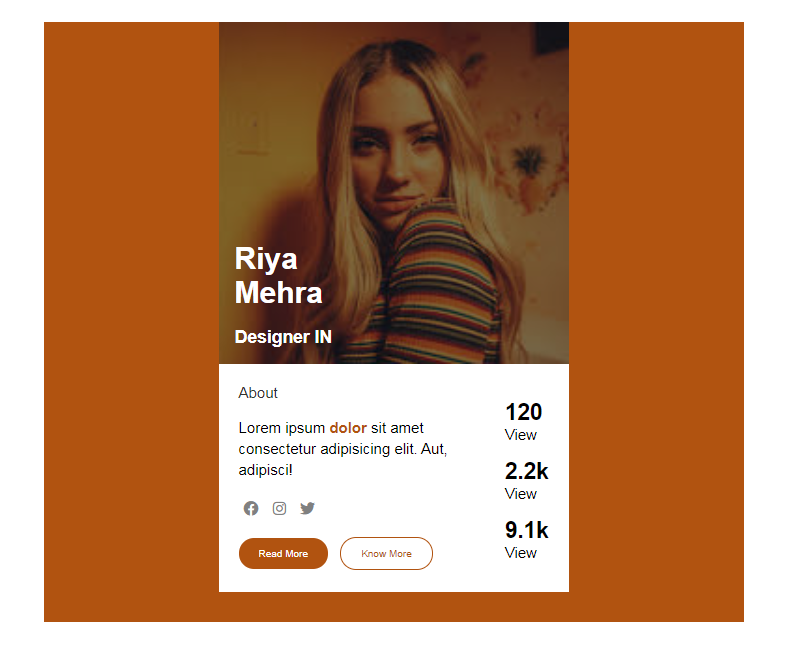 Riya
Mehra
Designer IN
About
Lorem ipsum dolor sit amet
consectetur adipisicing elit. Aut,
adipisci!
Read More
Know More
120
View
2.2k
View
9.1k
View